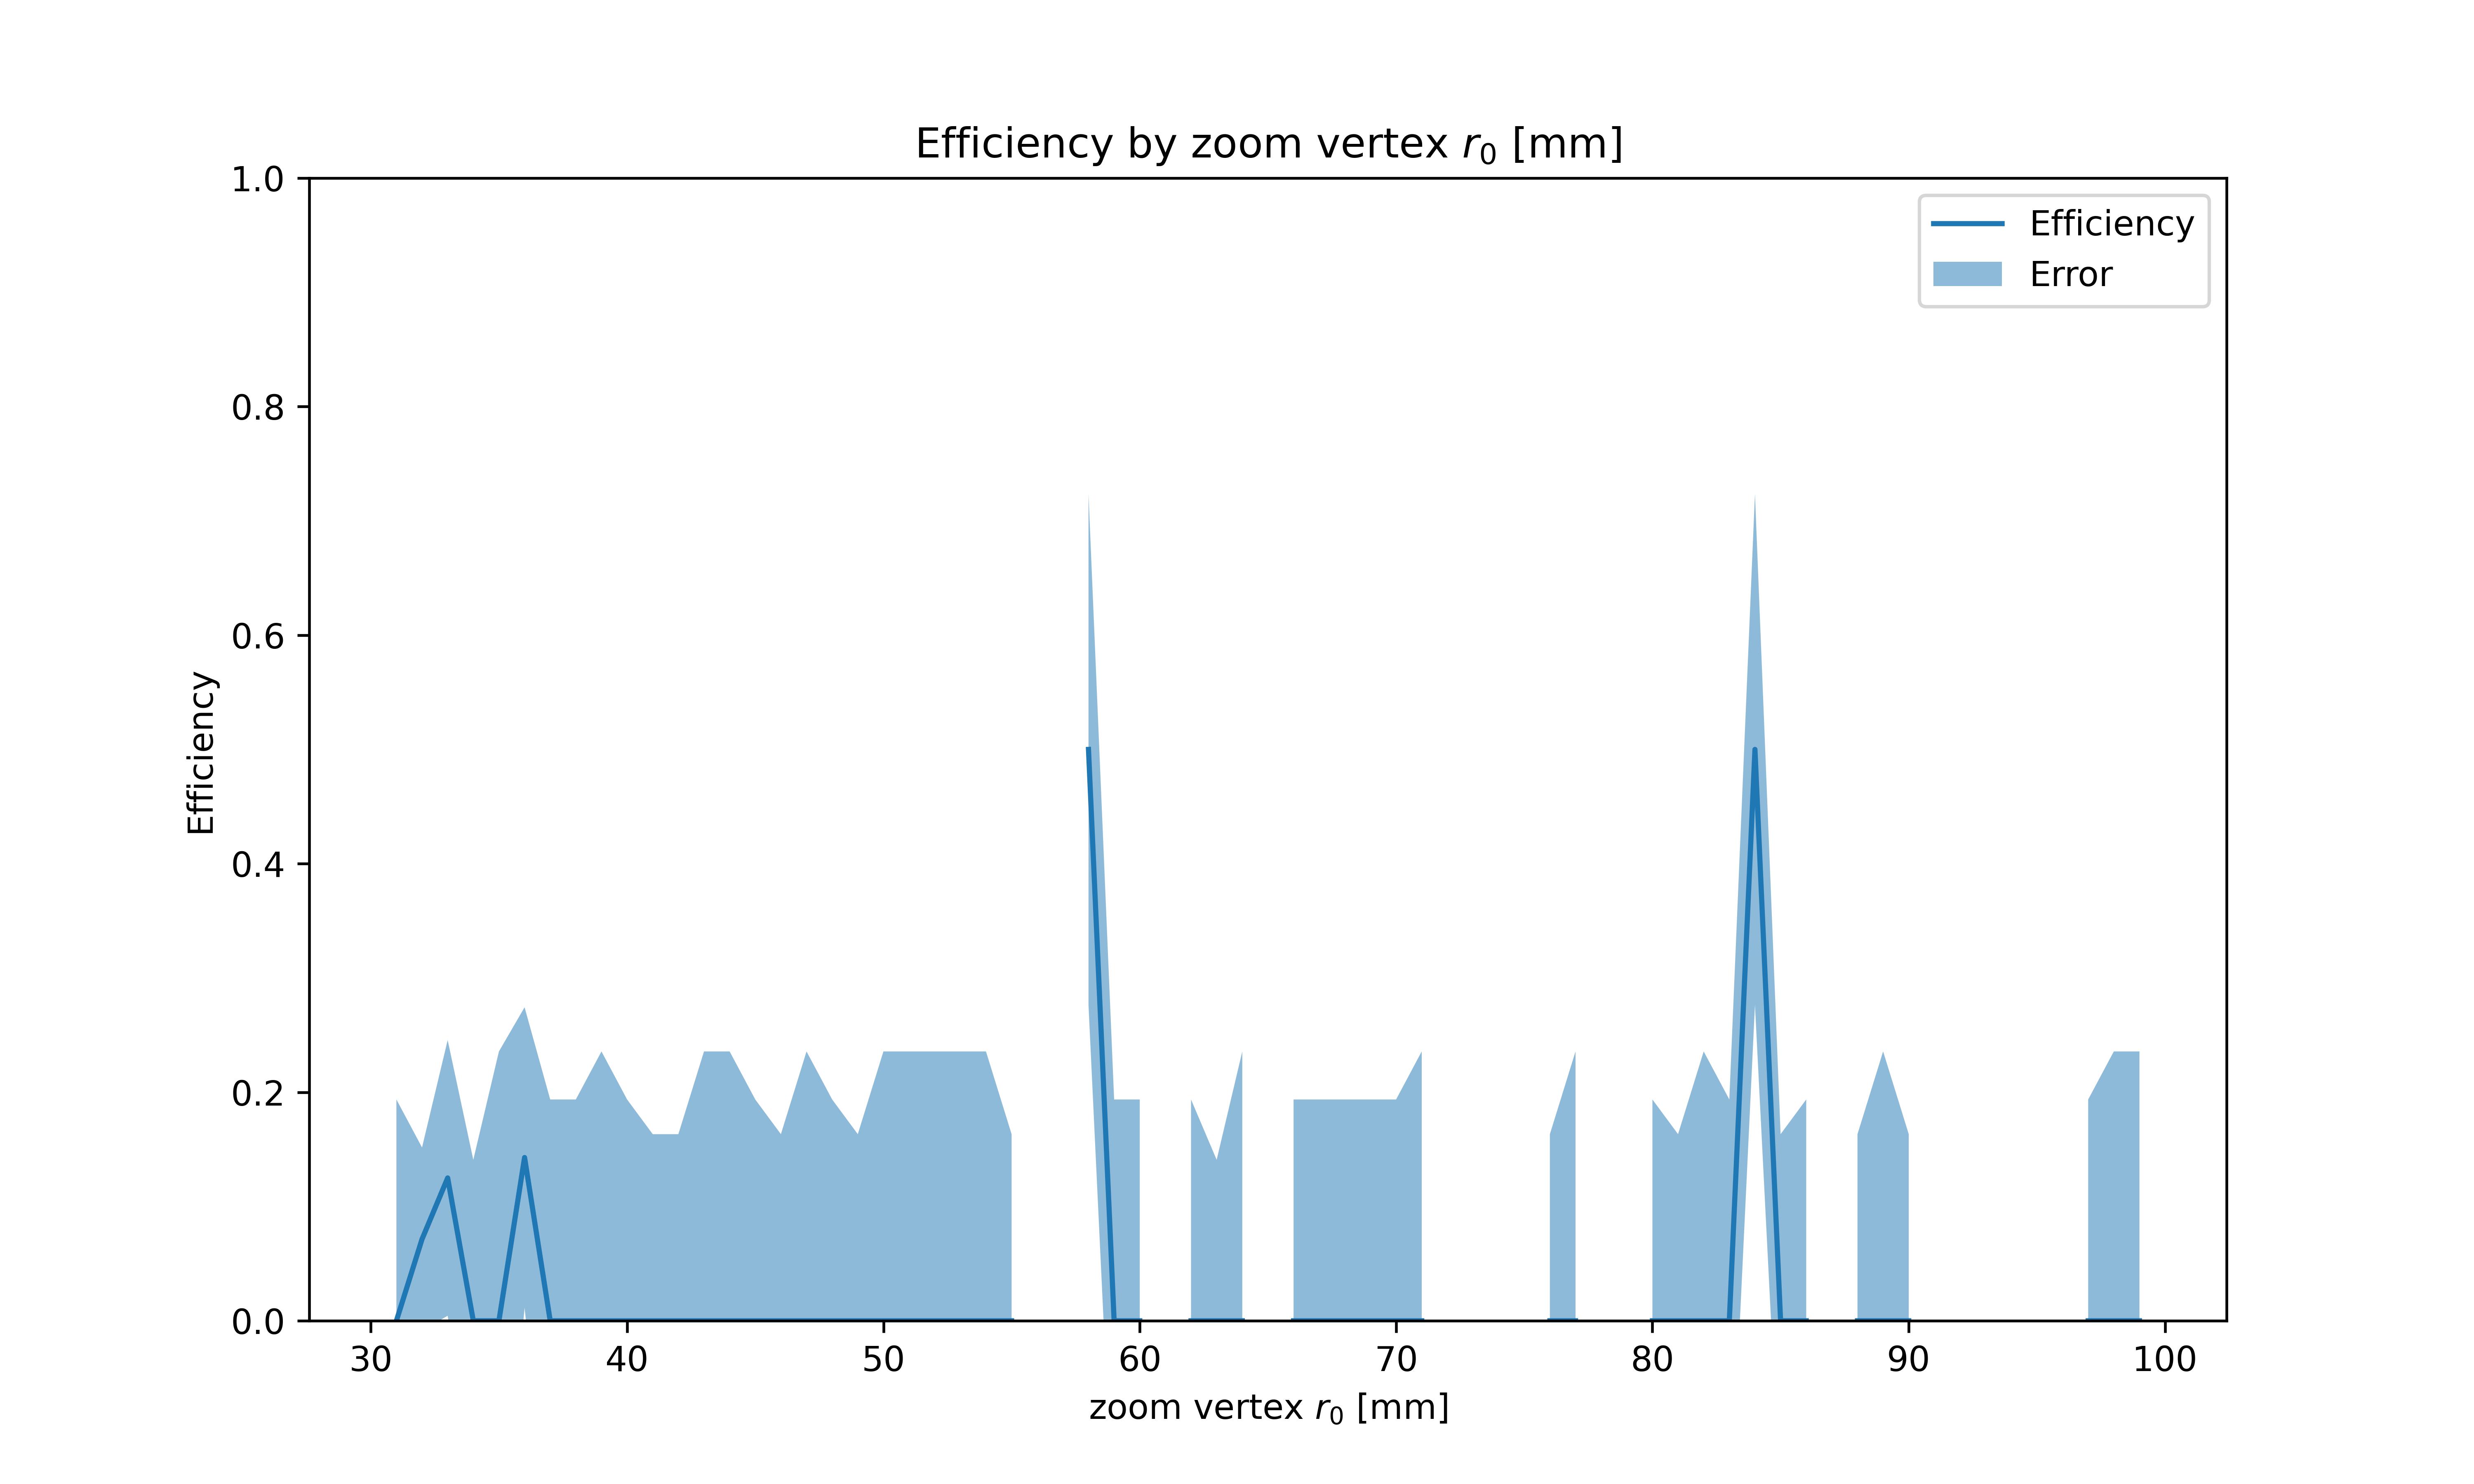 Efficiency by zoom vertex r₀ [mm]
1.0
0.8
0.6
0.4
0.2
0.0
Efficiency
Efficiency
Error
30 40 50 60 70 80 90 100
zoom vertex r₀ [mm]